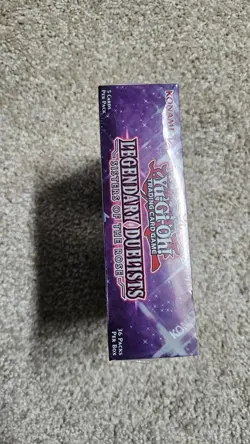 KONAMI
Yu-Gi-Oh!
TRADING CARD GAME
LEGENDARY DUELISTS
SISTERS OF THE ROSE
5 Cards
Per Pack
36 Packs
Per Box